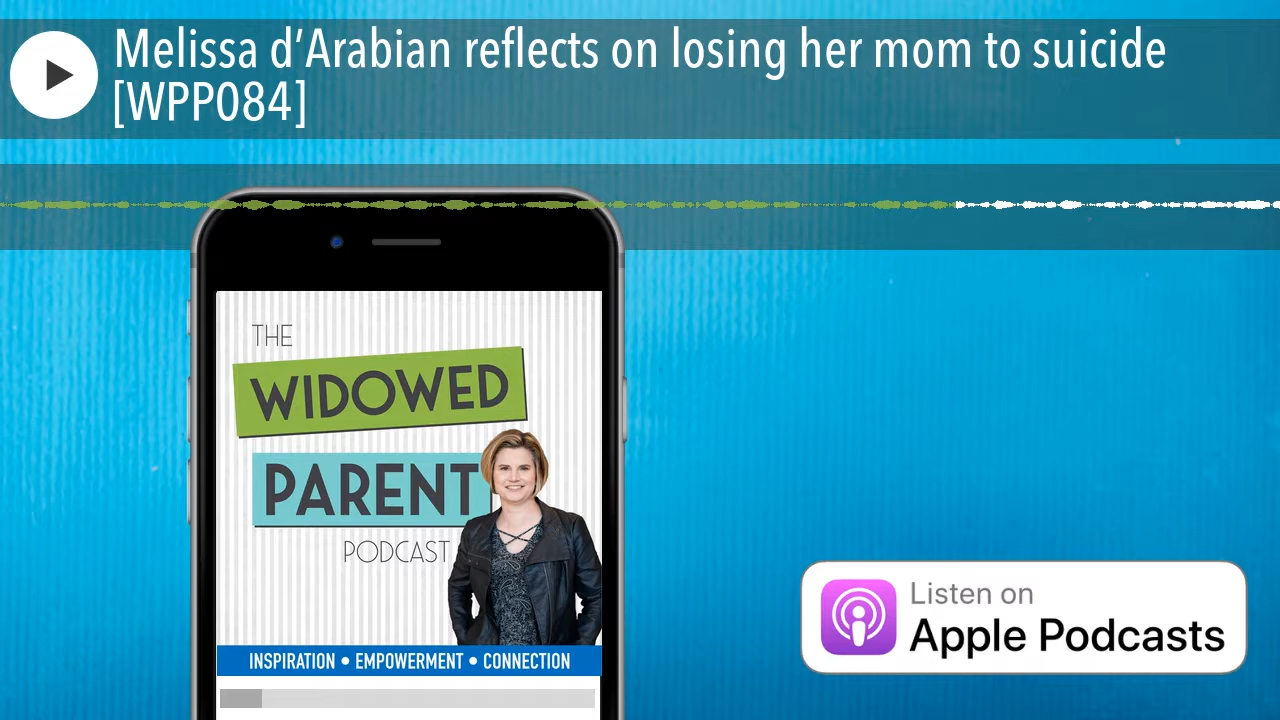 Melissa d’Arabian reflects on losing her mom to suicide
[WPP084]
THE
WIDOWED
PARENT
PODCAST
INSPIRATION • EMPOWERMENT • CONNECTION
Listen on
Apple Podcasts